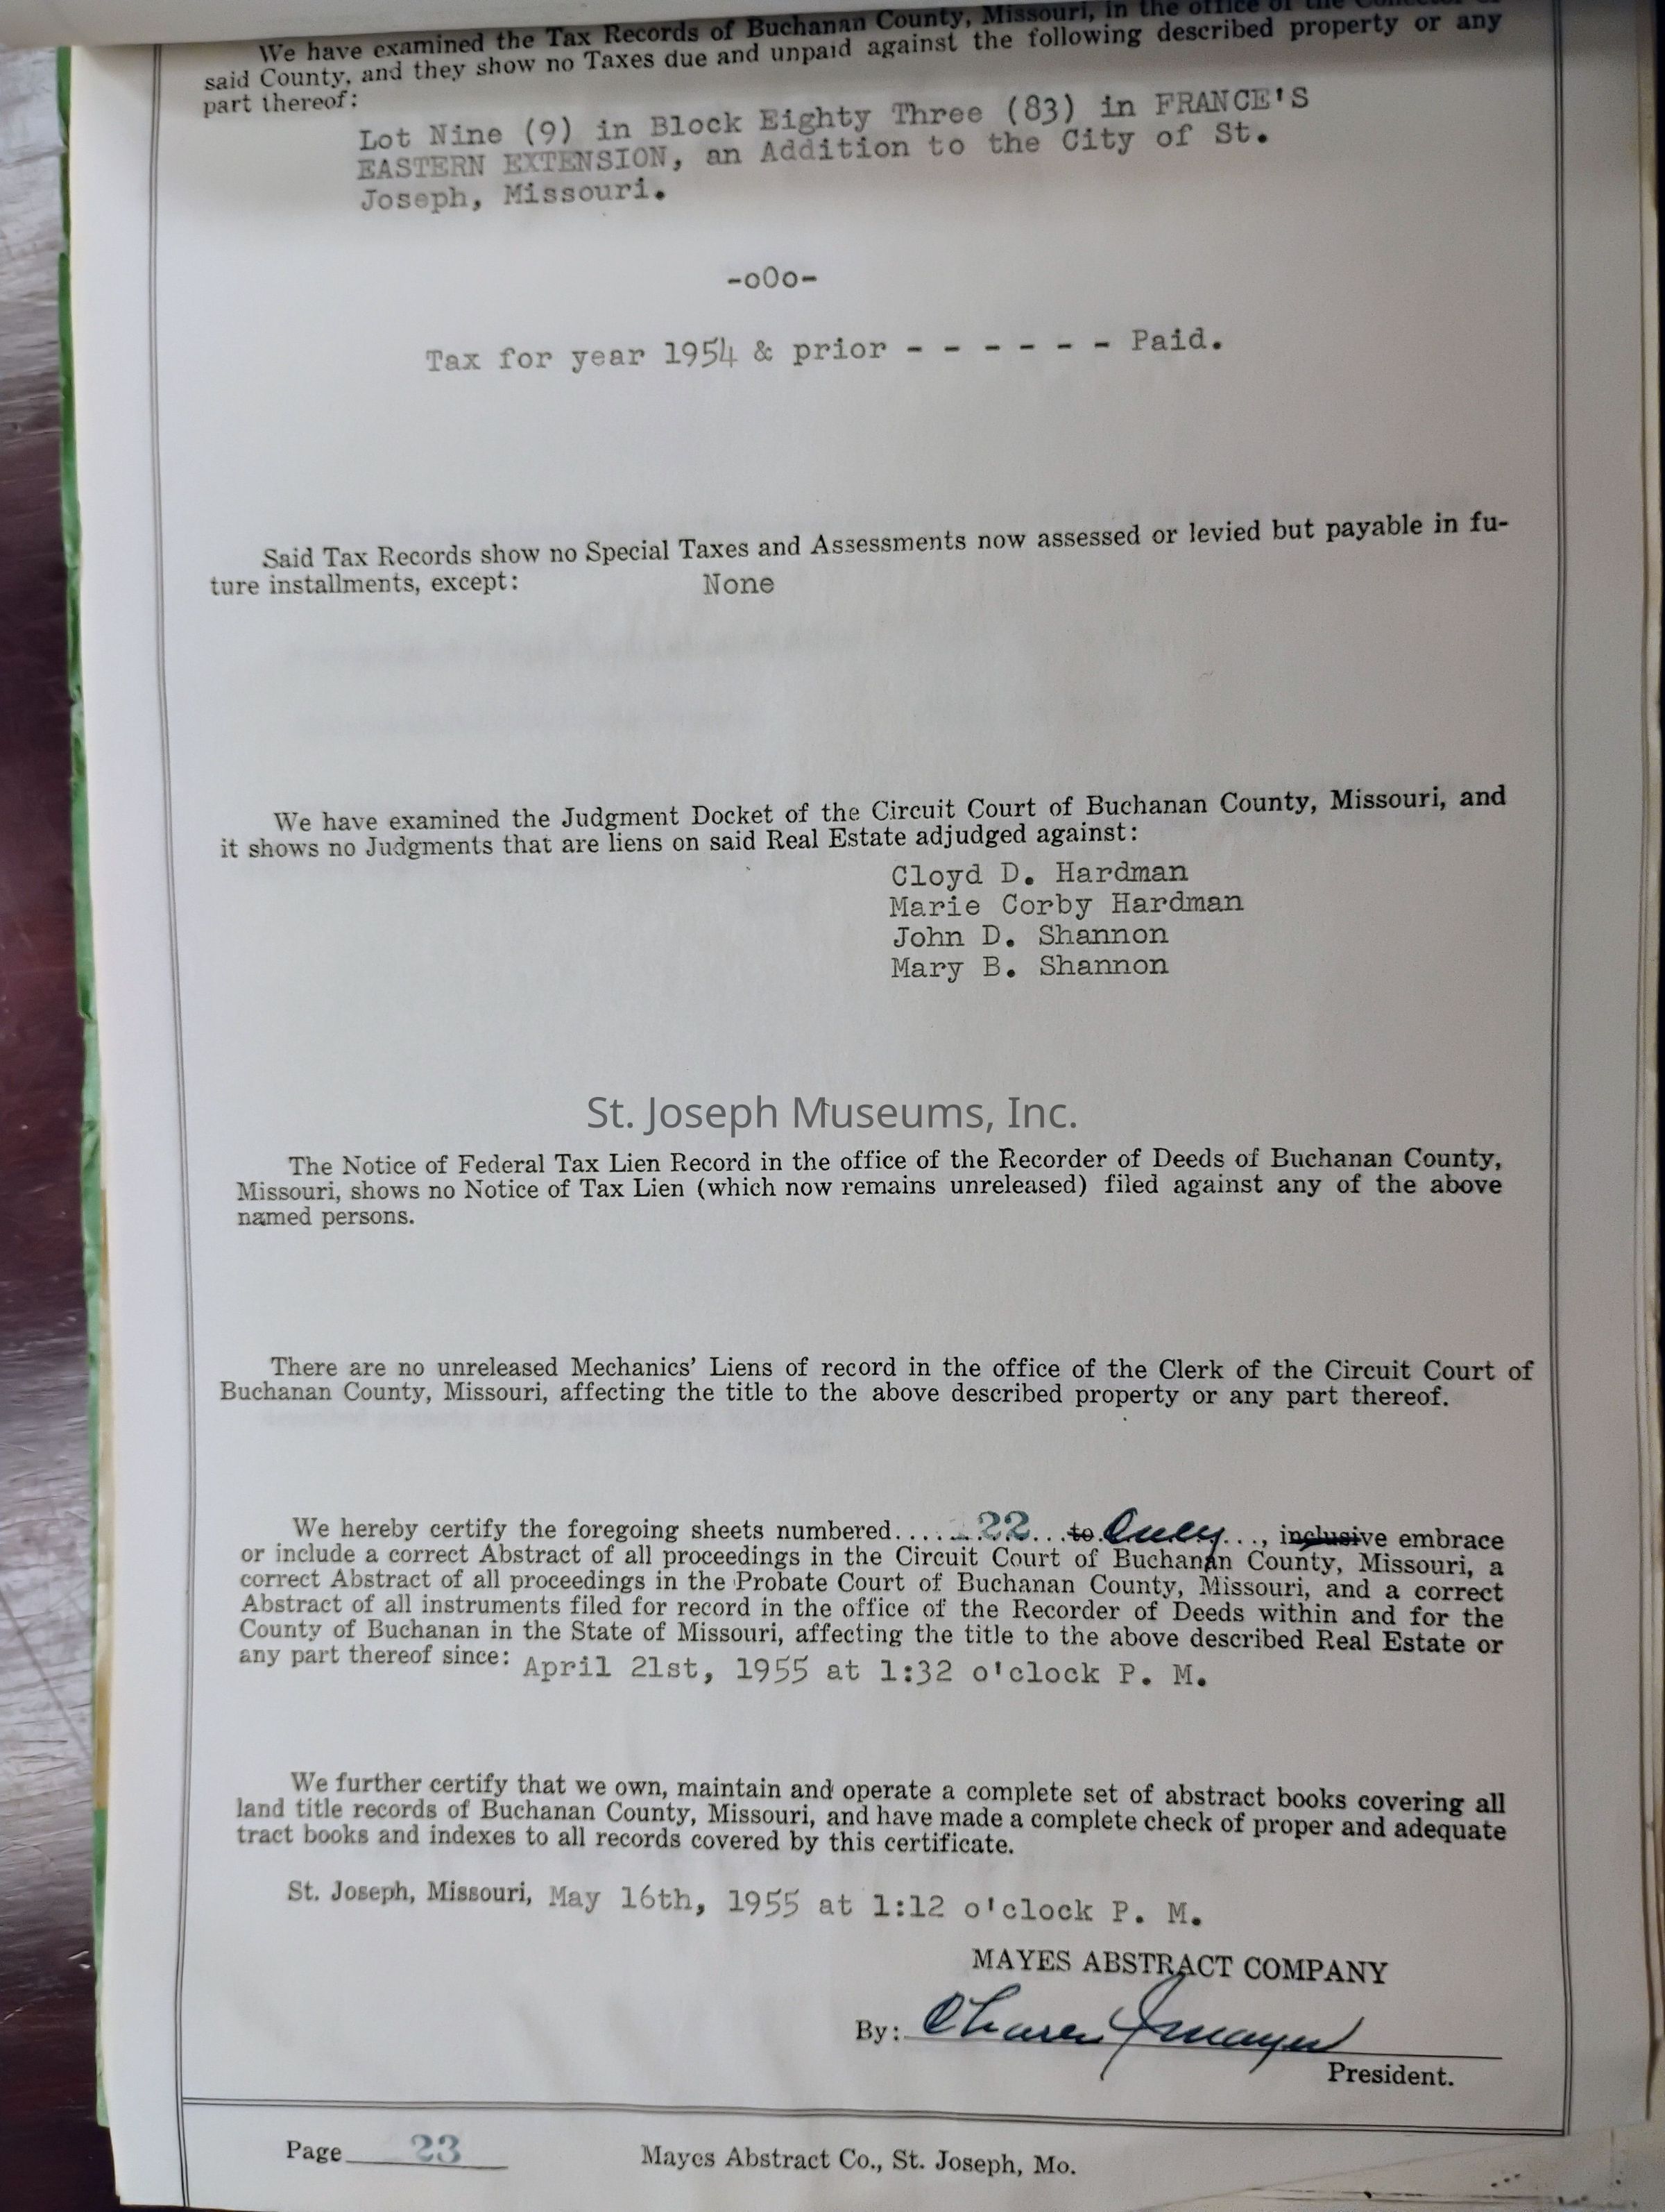 We have examined the Tax Records of Buchanan County, Missouri, in the office of the Collector of
said County, and they show no Taxes due and unpaid against the following described property or any
part thereof:
Lot Nine (9) in Block Eighty Three (83) in FRANCE'S
EASTERN EXTENSION, an Addition to the City of St.
Joseph, Missouri.
-oOo-
Tax for year 1954 & prior - - - - - - Paid.
Said Tax Records show no Special Taxes and Assessments now assessed or levied but payable in fu-
ture installments, except: None
We have examined the Judgment Docket of the Circuit Court of Buchanan County, Missouri, and
it shows no Judgments that are liens on said Real Estate adjudged against:
Cloyd D. Hardman
Marie Corby Hardman
John D. Shannon
Mary B. Shannon
St. Joseph Museums, Inc.
The Notice of Federal Tax Lien Record in the office of the Recorder of Deeds of Buchanan County,
Missouri, shows no Notice of Tax Lien (which now remains unreleased) filed against any of the above
named persons.
There are no unreleased Mechanics' Liens of record in the office of the Clerk of the Circuit Court of
Buchanan County, Missouri, affecting the title to the above described property or any part thereof.
We hereby certify the foregoing sheets numbered.... 22 ...to Only..., inclusive embrace
or include a correct Abstract of all proceedings in the Circuit Court of Buchanan County, Missouri, a
correct Abstract of all proceedings in the Probate Court of Buchanan County, Missouri, and a correct
Abstract of all instruments filed for record in the office of the Recorder of Deeds within and for the
County of Buchanan in the State of Missouri, affecting the title to the above described Real Estate or
any part thereof since: April 21st, 1955 at 1:32 o'clock P. M.
We further certify that we own, maintain and operate a complete set of abstract books covering all
land title records of Buchanan County, Missouri, and have made a complete check of proper and adequate
tract books and indexes to all records covered by this certificate.
St. Joseph, Missouri, May 16th, 1955 at 1:12 o'clock P. M.
MAYES ABSTRACT COMPANY
By:
President.
Page 23
Mayes Abstract Co., St. Joseph, Mo.